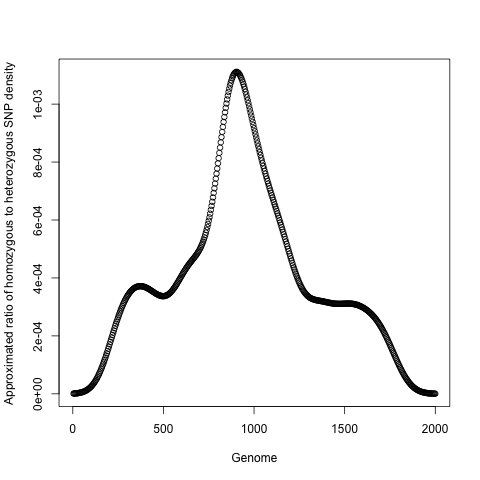 Approximated ratio of homozygous to heterozygous SNP density
1e-03
8e-04
6e-04
4e-04
2e-04
0e+00
0 500 1000 1500 2000
Genome